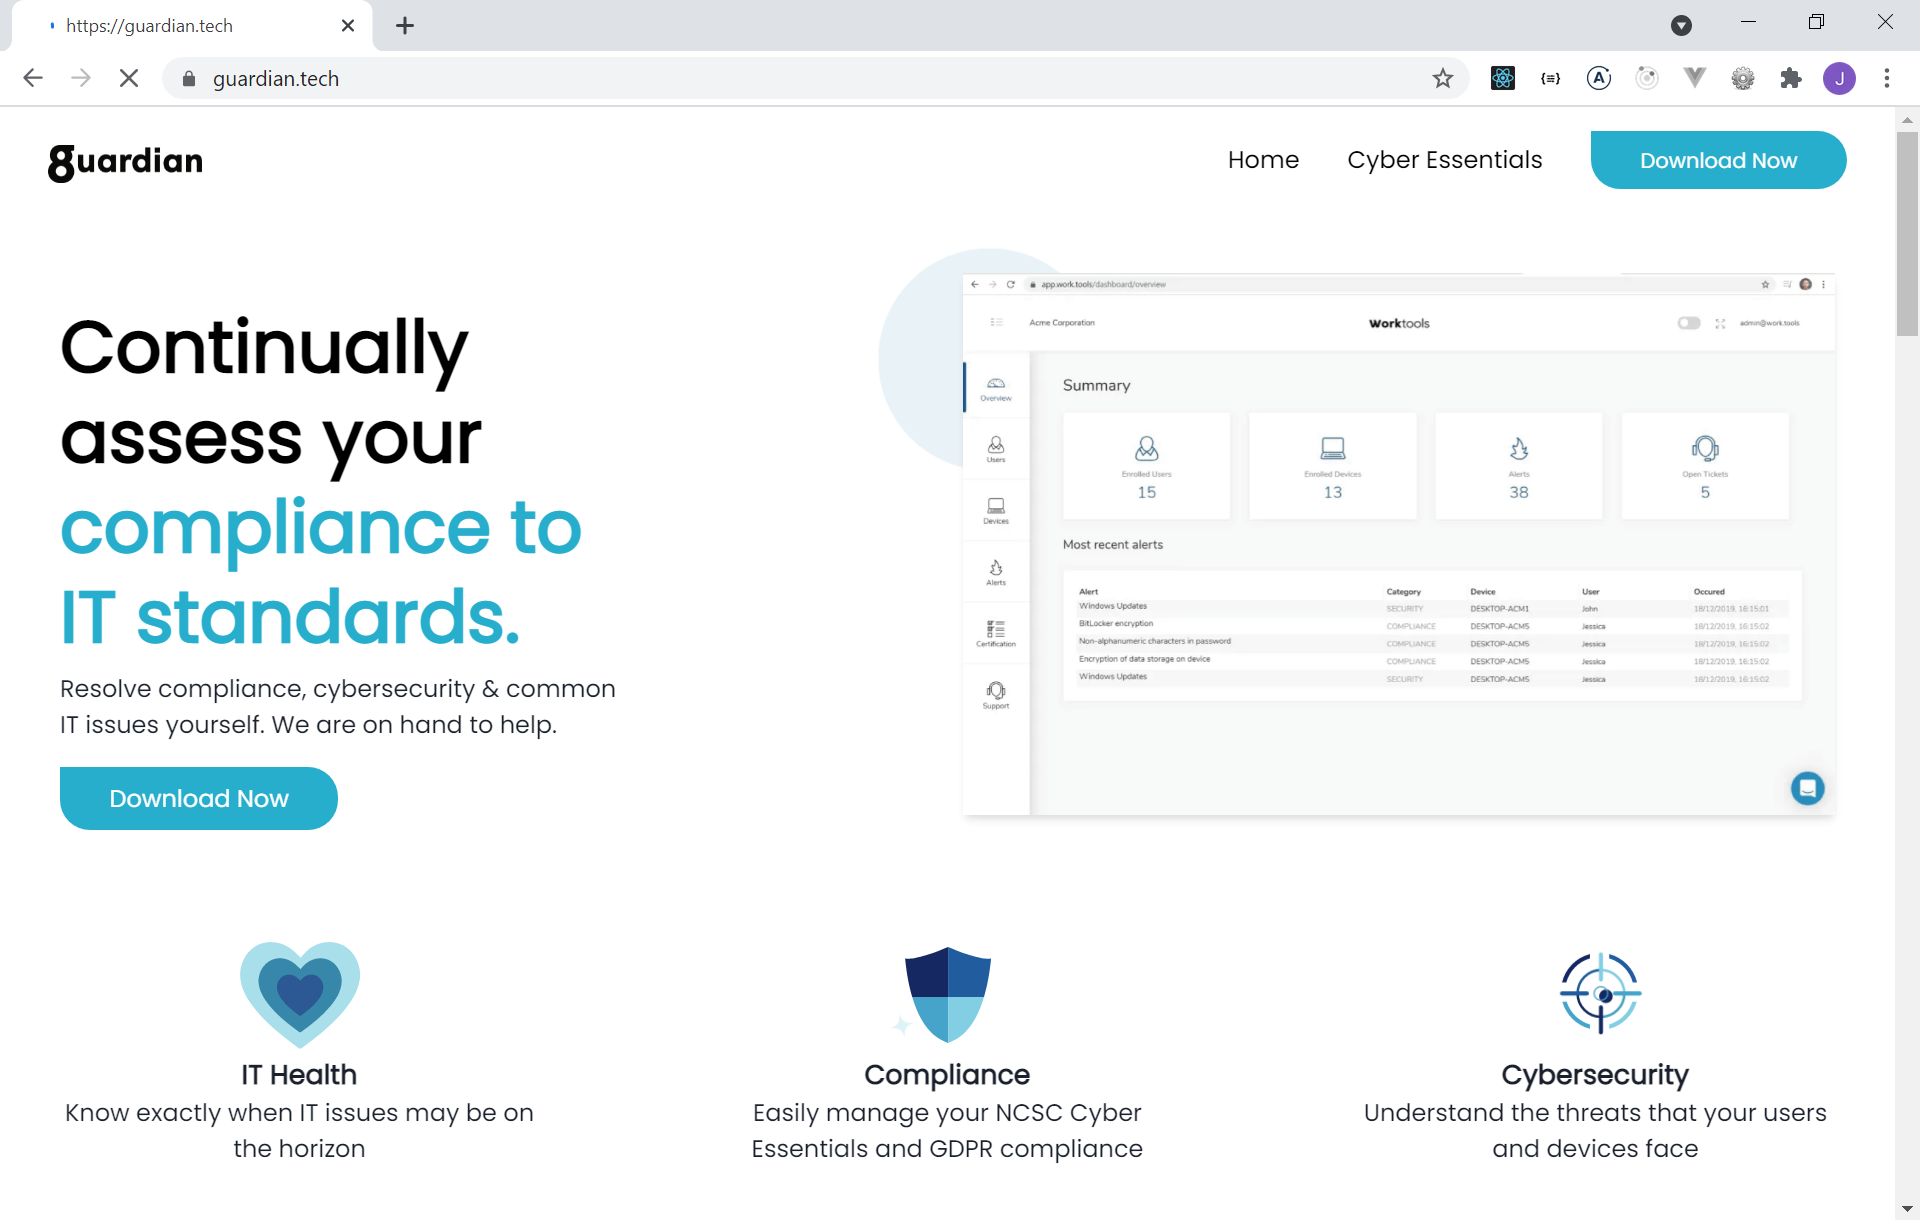 https://guardian.tech
guardian.tech
J
guardian
Home
Cyber Essentials
Download Now
Continually
assess your
compliance to
IT standards.
Resolve compliance, cybersecurity & common
IT issues yourself. We are on hand to help.
Download Now
app.work.tools/dashboard/overview
Acme Corporation
Worktools
admin@work.tools
Overview
Users
Devices
Alerts
Certification
Support
Summary
Enrolled Users
15
Enrolled Devices
13
Alerts
38
Open Tickets
5
Most recent alerts
Alert Category Device User Occured
Windows Updates SECURITY DESKTOP-ACM1 John 18/12/2019, 16:15:01
BitLocker encryption COMPLIANCE DESKTOP-ACM5 Jessica 18/12/2019, 16:15:02
Non-alphanumeric characters in password COMPLIANCE DESKTOP-ACM5 Jessica 18/12/2019, 16:15:02
Encryption of data storage on device COMPLIANCE DESKTOP-ACM5 Jessica 18/12/2019, 16:15:02
Windows Updates SECURITY DESKTOP-ACM5 Jessica 18/12/2019, 16:15:02
IT Health
Know exactly when IT issues may be on
the horizon
Compliance
Easily manage your NCSC Cyber
Essentials and GDPR compliance
Cybersecurity
Understand the threats that your users
and devices face